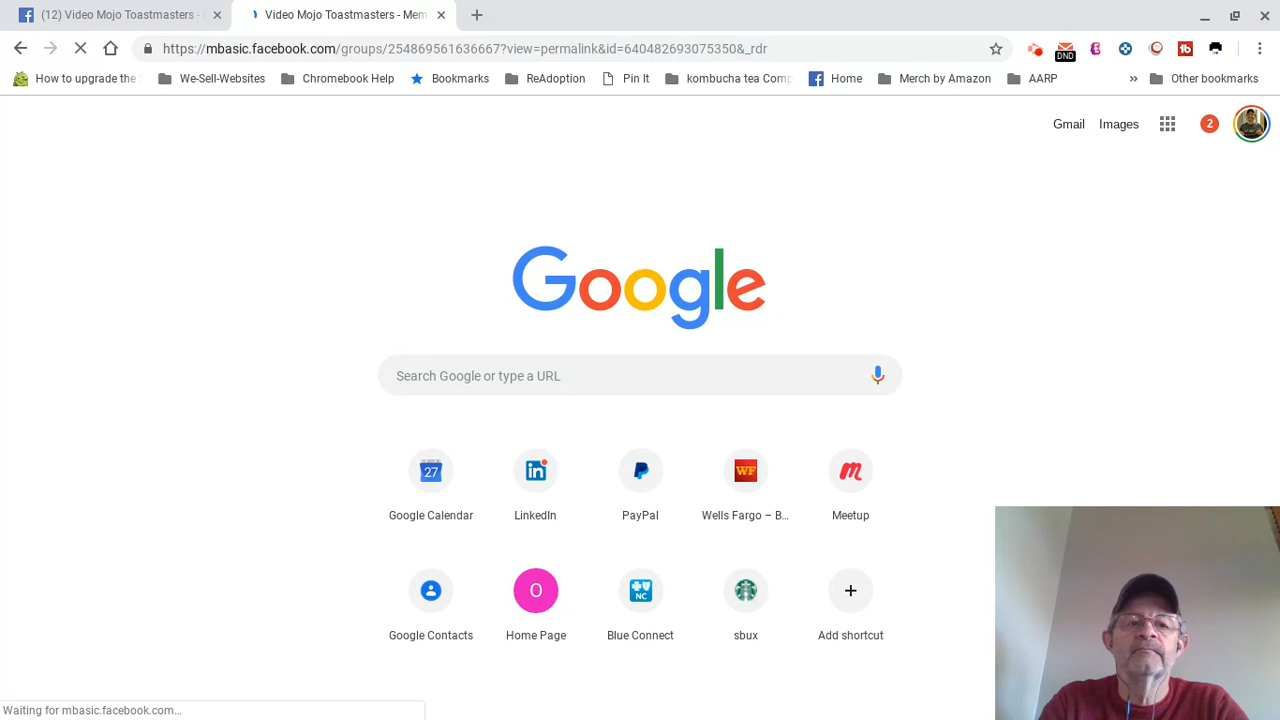 (12) Video Mojo Toastmasters -
Video Mojo Toastmasters - Mem
https://mbasic.facebook.com/groups/254869561636667?view=permalink&id=640482693075350&_rdr
DND
How to upgrade the
We-Sell-Websites
Chromebook Help
Bookmarks
ReAdoption
Pin It
kombucha tea Comp
Home
Merch by Amazon
AARP
»
Other bookmarks
Gmail
Images
2
Google
Search Google or type a URL
27
Google Calendar
in
LinkedIn
PayPal
WF
Wells Fargo – B...
Meetup
Google Contacts
O
Home Page
NC
Blue Connect
sbux
Add shortcut
Waiting for mbasic.facebook.com...